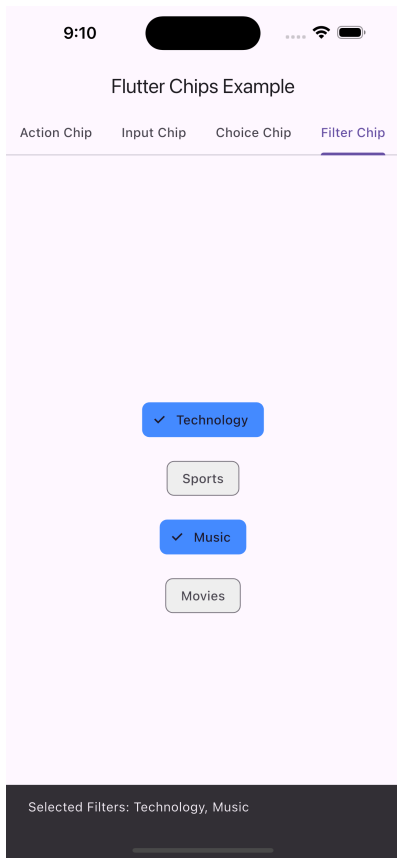 9:10
Flutter Chips Example
Action Chip Input Chip Choice Chip Filter Chip
Technology
Sports
Music
Movies
Selected Filters: Technology, Music